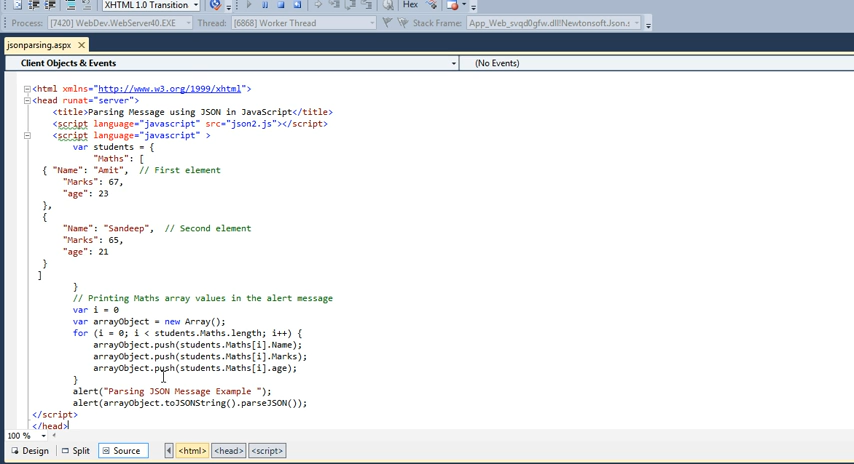 XHTML 1.0 Transition
Hex
Process: [7420] WebDev.WebServer40.EXE
Thread: [6868] Worker Thread
Stack Frame: App_Web_svqd0gfw.dll!Newtonsoft.Json.s
jsonparsing.aspx
Client Objects & Events
(No Events)
<html xmlns="http://www.w3.org/1999/xhtml">
<head runat="server">
<title>Parsing Message using JSON in JavaScript</title>
<script language="javascript" src="json2.js"></script>
<script language="javascript" >
var students = {
"Maths": [
{ "Name": "Amit", // First element
"Marks": 67,
"age": 23
},
{
"Name": "Sandeep", // Second element
"Marks": 65,
"age": 21
}
]
}
// Printing Maths array values in the alert message
var i = 0
var arrayObject = new Array();
for (i = 0; i < students.Maths.length; i++) {
arrayObject.push(students.Maths[i].Name);
arrayObject.push(students.Maths[i].Marks);
arrayObject.push(students.Maths[i].age);
}
alert("Parsing JSON Message Example ");
alert(arrayObject.toJSONString().parseJSON());
</script>
</head>
100 %
Design
Split
Source
<html>
<head>
<script>